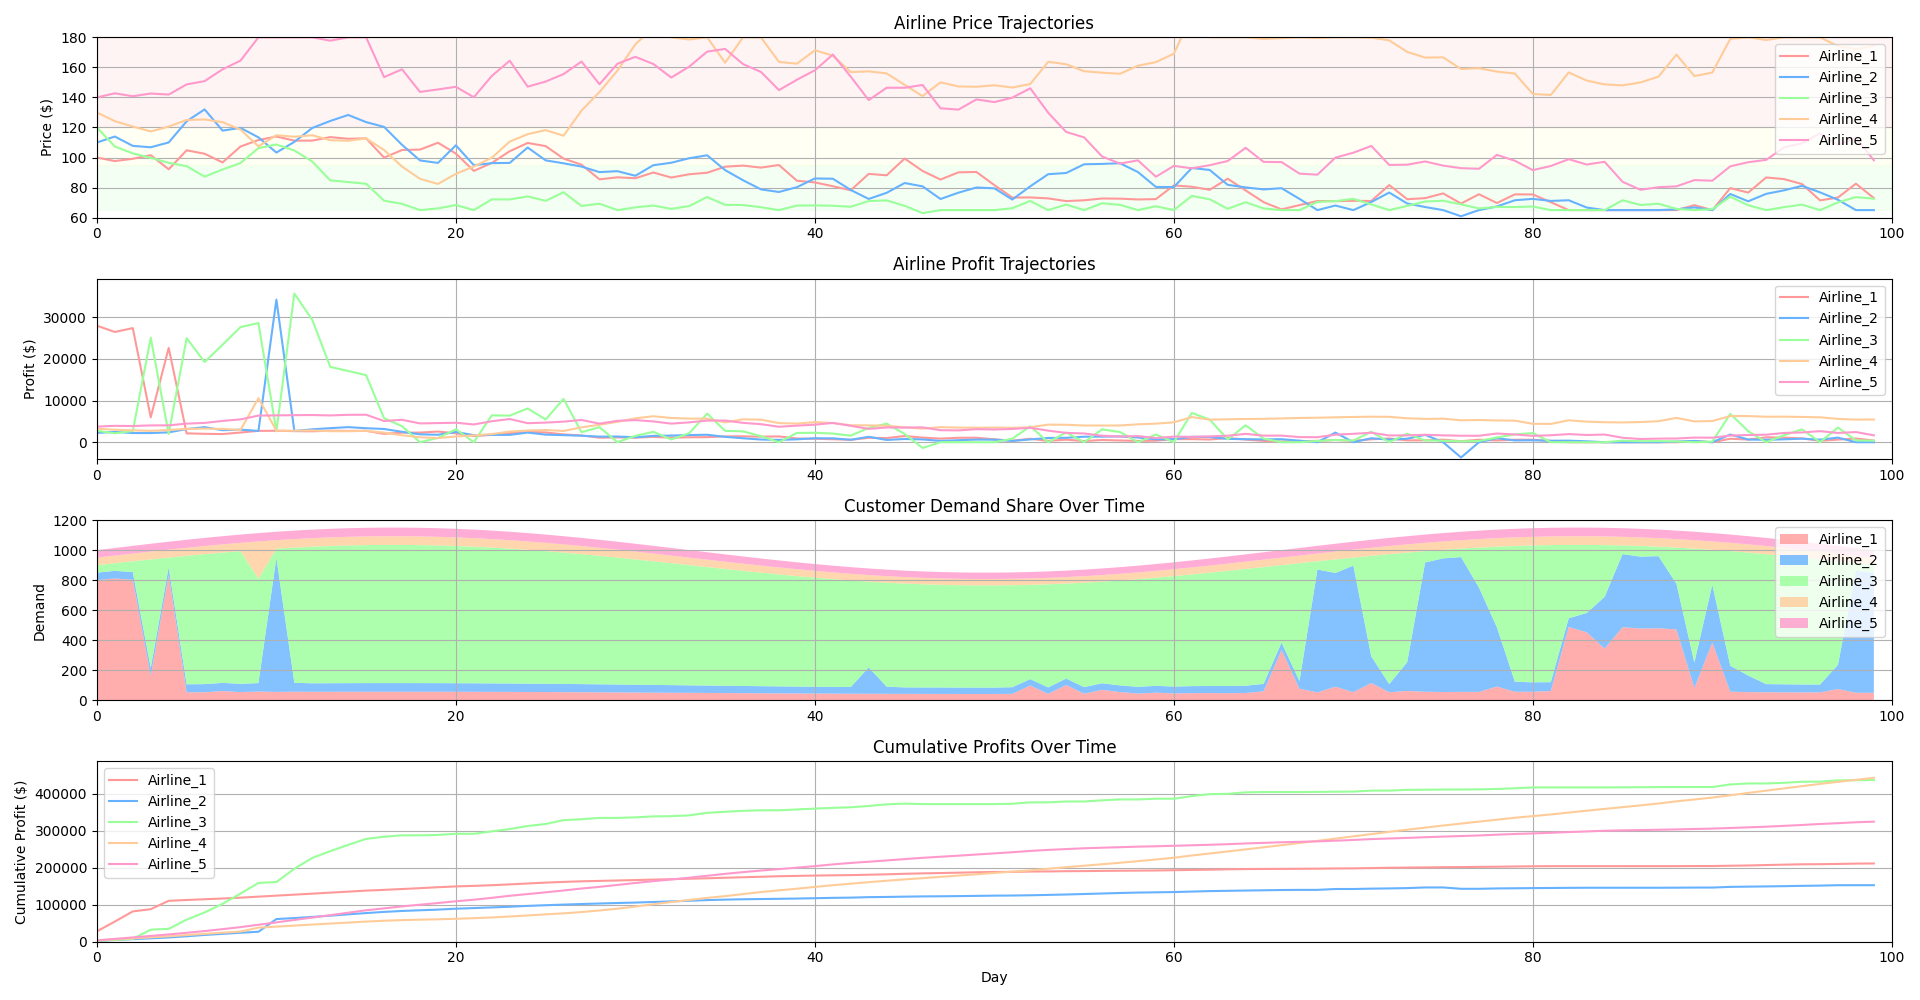 Airline Price Trajectories
Price ($)
180
160
140
120
100
80
60
0 20 40 60 80 100
Airline_1
Airline_2
Airline_3
Airline_4
Airline_5
Airline Profit Trajectories
Profit ($)
30000
20000
10000
0
0 20 40 60 80 100
Airline_1
Airline_2
Airline_3
Airline_4
Airline_5
Customer Demand Share Over Time
Demand
1200
1000
800
600
400
200
0
0 20 40 60 80 100
Airline_1
Airline_2
Airline_3
Airline_4
Airline_5
Cumulative Profits Over Time
Cumulative Profit ($)
400000
300000
200000
100000
0
Airline_1
Airline_2
Airline_3
Airline_4
Airline_5
0 20 40 60 80 100
Day